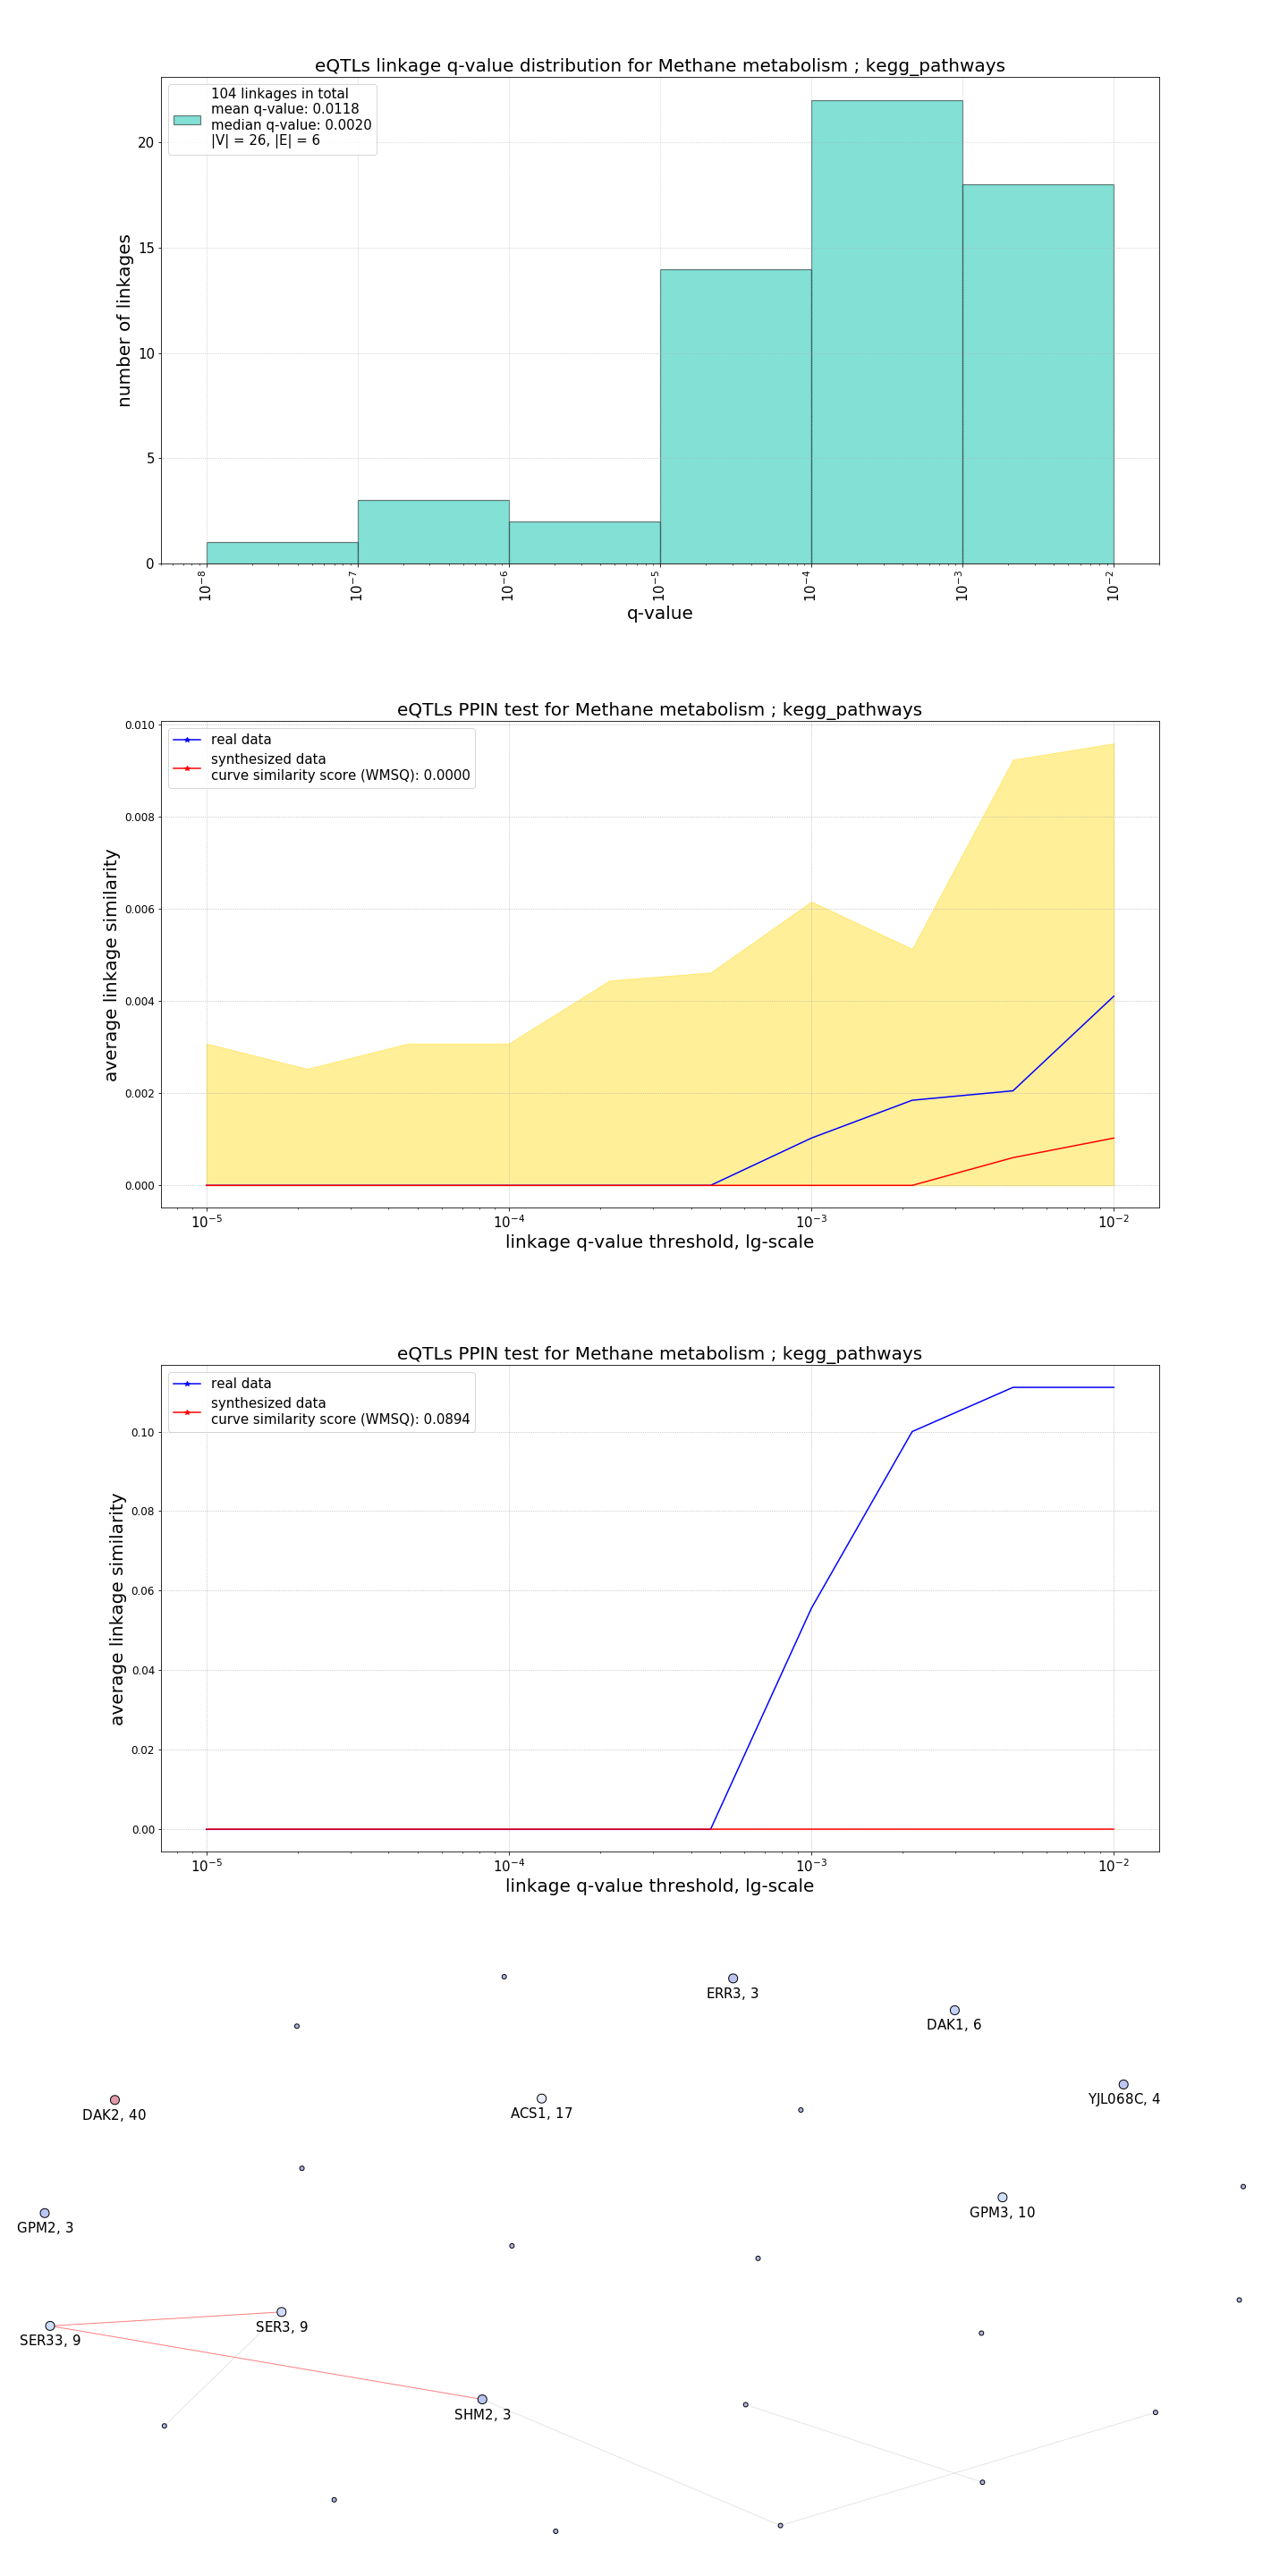 eQTLs linkage q-value distribution for Methane metabolism ; kegg_pathways
104 linkages in total
mean q-value: 0.0118
median q-value: 0.0020
|V| = 26, |E| = 6
number of linkages
20
15
10
5
0
10⁻⁸ 10⁻⁷ 10⁻⁶ 10⁻⁵ 10⁻⁴ 10⁻³ 10⁻²
q-value
eQTLs PPIN test for Methane metabolism ; kegg_pathways
real data
synthesized data
curve similarity score (WMSQ): 0.0000
average linkage similarity
0.010
0.008
0.006
0.004
0.002
0.000
10⁻⁵ 10⁻⁴ 10⁻³ 10⁻²
linkage q-value threshold, lg-scale
eQTLs PPIN test for Methane metabolism ; kegg_pathways
real data
synthesized data
curve similarity score (WMSQ): 0.0894
average linkage similarity
0.10
0.08
0.06
0.04
0.02
0.00
10⁻⁵ 10⁻⁴ 10⁻³ 10⁻²
linkage q-value threshold, lg-scale
ERR3, 3
DAK1, 6
DAK2, 40
ACS1, 17
YJL068C, 4
GPM2, 3
GPM3, 10
SER3, 9
SER33, 9
SHM2, 3